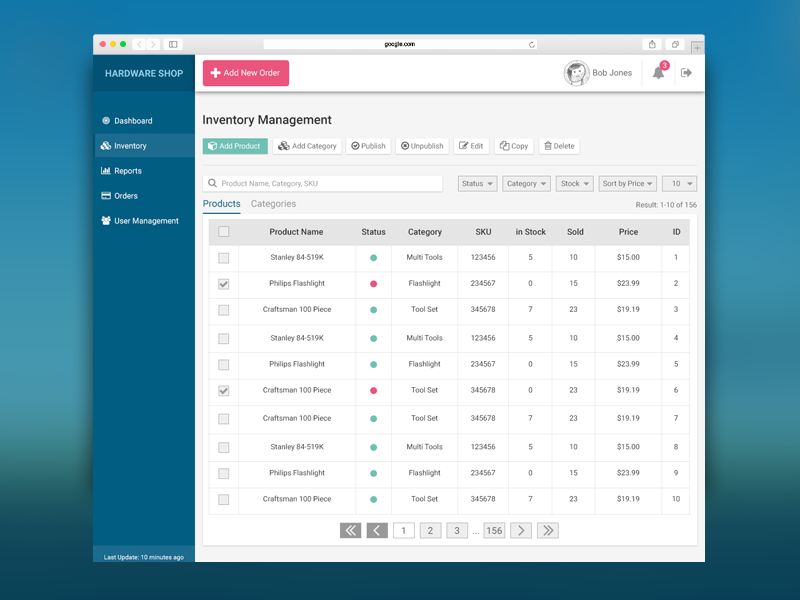 google.com
HARDWARE SHOP
Add New Order
Bob Jones
3
Dashboard
Inventory
Reports
Orders
User Management
Last Update: 10 minutes ago
Inventory Management
Add Product
Add Category
Publish
Unpublish
Edit
Copy
Delete
Product Name, Category, SKU
Status
Category
Stock
Sort by Price
10
Products
Categories
Result: 1-10 of 156
Product Name Status Category SKU in Stock Sold Price ID
Stanley 84-519K Multi Tools 123456 5 10 $15.00 1
Philips Flashlight Flashlight 234567 0 15 $23.99 2
Craftsman 100 Piece Tool Set 345678 7 23 $19.19 3
Stanley 84-519K Multi Tools 123456 5 10 $15.00 4
Philips Flashlight Flashlight 234567 0 15 $23.99 5
Craftsman 100 Piece Tool Set 345678 0 23 $19.19 6
Craftsman 100 Piece Tool Set 345678 7 23 $19.19 7
Stanley 84-519K Multi Tools 123456 5 10 $15.00 8
Philips Flashlight Flashlight 234567 0 15 $23.99 9
Craftsman 100 Piece Tool Set 345678 7 23 $19.19 10
1 2 3 ... 156